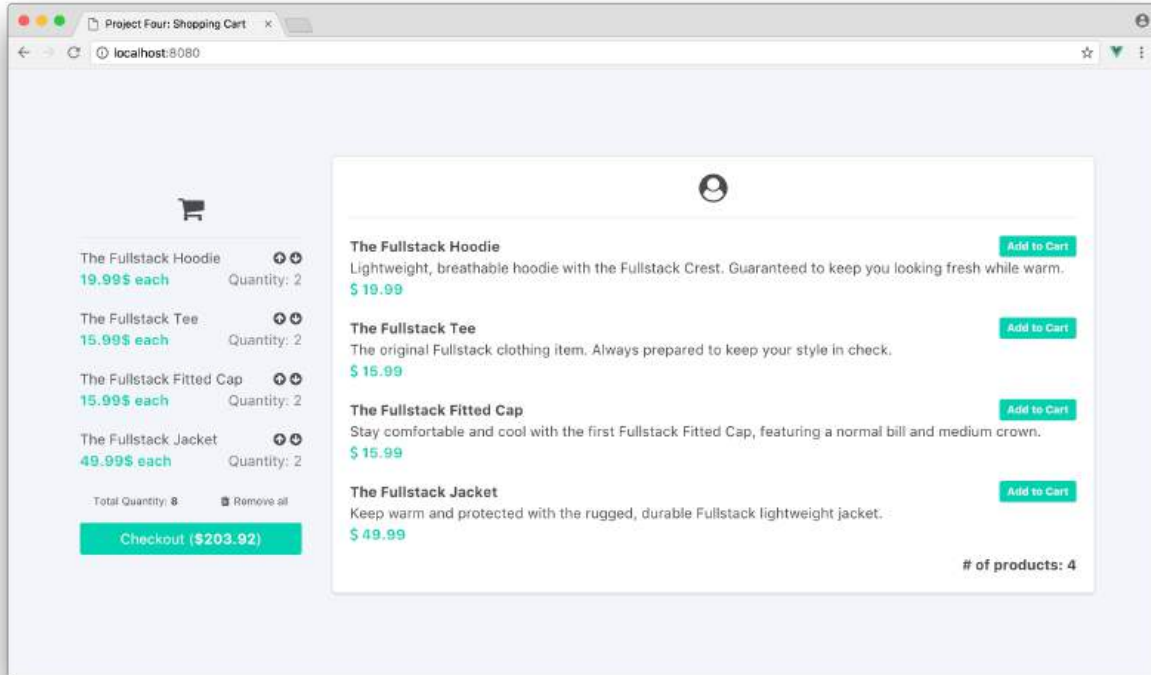 Project Four: Shopping Cart
localhost:8080
The Fullstack Hoodie
19.99$ each Quantity: 2
The Fullstack Tee
15.99$ each Quantity: 2
The Fullstack Fitted Cap
15.99$ each Quantity: 2
The Fullstack Jacket
49.99$ each Quantity: 2
Total Quantity: 8 Remove all
Checkout ($203.92)
The Fullstack Hoodie Add to Cart
Lightweight, breathable hoodie with the Fullstack Crest. Guaranteed to keep you looking fresh while warm.
$ 19.99
The Fullstack Tee Add to Cart
The original Fullstack clothing item. Always prepared to keep your style in check.
$ 15.99
The Fullstack Fitted Cap Add to Cart
Stay comfortable and cool with the first Fullstack Fitted Cap, featuring a normal bill and medium crown.
$ 15.99
The Fullstack Jacket Add to Cart
Keep warm and protected with the rugged, durable Fullstack lightweight jacket.
$ 49.99
# of products: 4